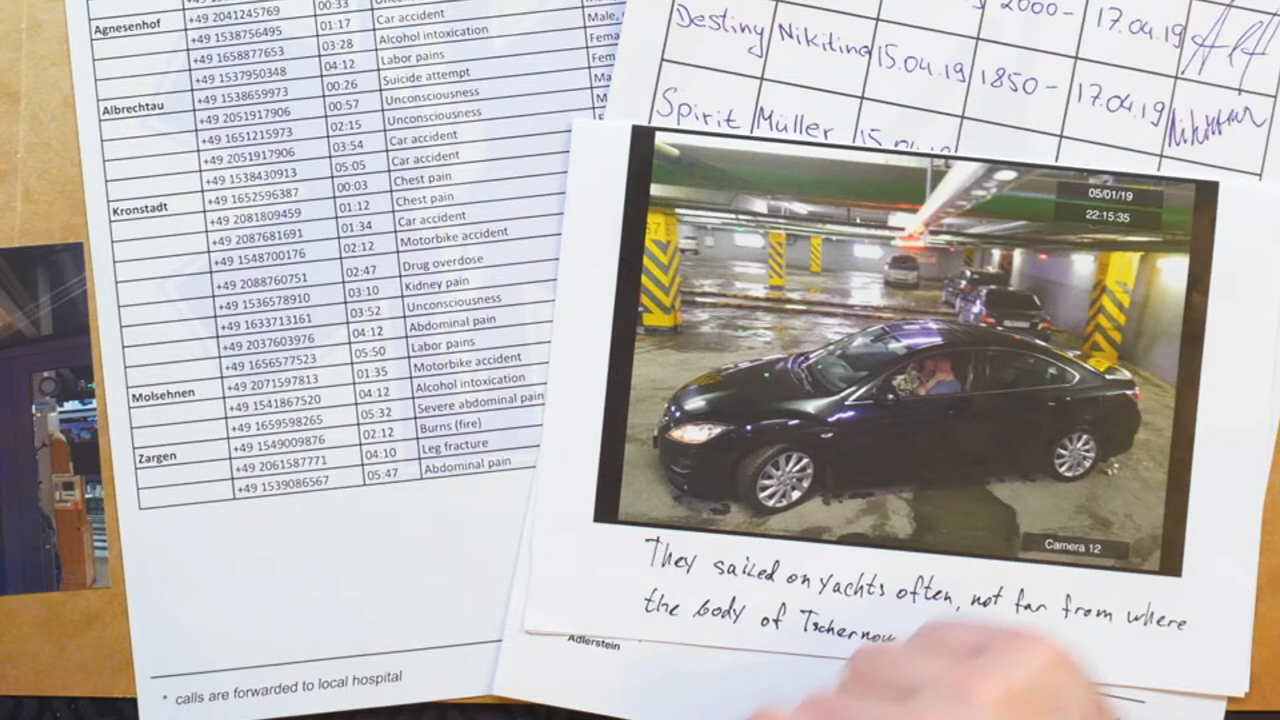 Agnesenhof +49 2041245769 00:33
+49 1538756495 01:17 Car accident
+49 1658877653 03:28 Alcohol intoxication Male,
+49 1537950348 04:12 Labor pains Fema
Albrechtau +49 1538659973 00:26 Suicide attempt Fem
+49 2051917906 00:57 Unconsciousness Ma
+49 1651215973 02:15 Unconsciousness M
+49 2051917906 03:54 Car accident
+49 1538430913 05:05 Car accident
Kronstadt +49 1652596387 00:03 Chest pain
+49 2081809459 01:12 Chest pain
+49 2087681691 01:34 Car accident
+49 1548700176 02:12 Motorbike accident
+49 2088760751 02:47 Drug overdose
+49 1536578910 03:10 Kidney pain
+49 1633713161 03:52 Unconsciousness
+49 2037603976 04:12 Abdominal pain
+49 1656577523 05:50 Labor pains
Molsehnen +49 2071597813 01:35 Motorbike accident
+49 1541867520 04:12 Alcohol intoxication
+49 1659598265 05:32 Severe abdominal pain
Zargen +49 1549009876 02:12 Burns (fire)
+49 2061587771 04:10 Leg fracture
+49 1539086567 05:47 Abdominal pain
* calls are forwarded to local hospital
2000- 17.04.19
Destiny Nikitina 15.04.19 1850- 17.04.19
Spirit Müller 15.04.19
05/01/19
22:15:35
Camera 12
They sailed on yachts often, not far from where
the body of Tschernow
Adlerstein